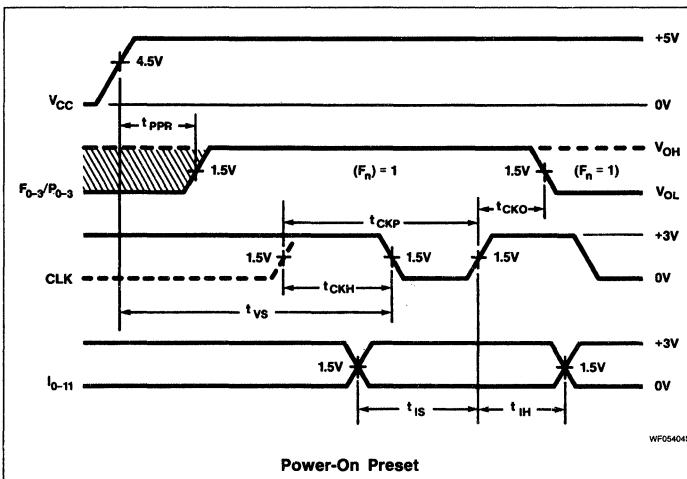 +5V
4.5V
VCC
0V
tPPR
VOH
1.5V
(Fn) = 1
1.5V
(Fn = 1)
F0-3/P0-3
VOL
tCKO
tCKP
+3V
1.5V
1.5V
1.5V
CLK
0V
tCKH
tVS
+3V
1.5V
1.5V
I0-11
0V
tIS
tIH
WF05404S
Power-On Preset